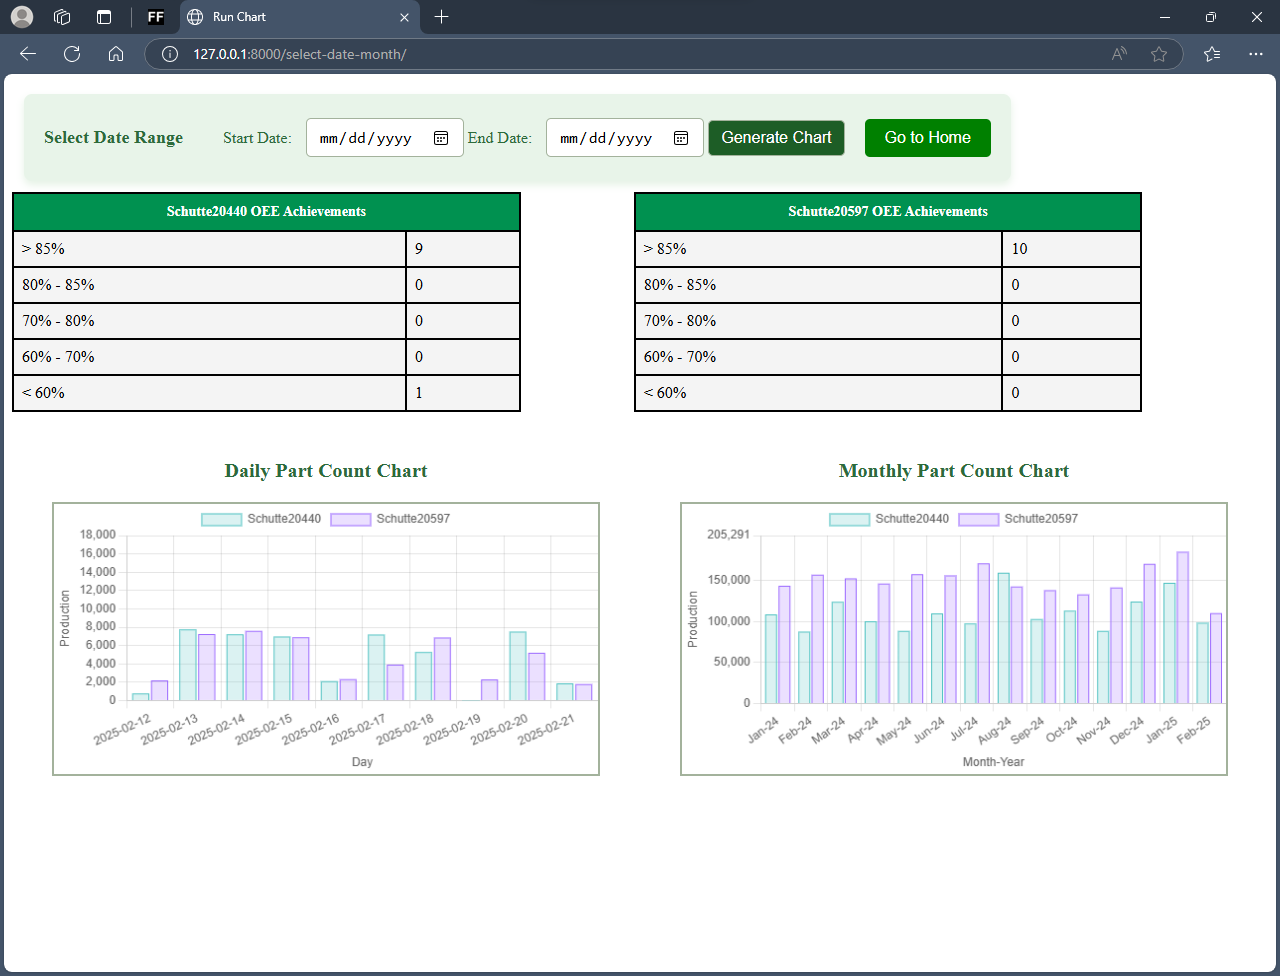 FF
Run Chart
127.0.0.1:8000/select-date-month/
Select Date Range
Start Date:
mm/dd/yyyy
End Date:
mm/dd/yyyy
Generate Chart
Go to Home
Schutte20440 OEE Achievements
> 85% 9
80% - 85% 0
70% - 80% 0
60% - 70% 0
< 60% 1
Schutte20597 OEE Achievements
> 85% 10
80% - 85% 0
70% - 80% 0
60% - 70% 0
< 60% 0
Daily Part Count Chart
Schutte20440 Schutte20597
18,000
16,000
14,000
12,000
10,000
8,000
6,000
4,000
2,000
0
Production
2025-02-12 2025-02-13 2025-02-14 2025-02-15 2025-02-16 2025-02-17 2025-02-18 2025-02-19 2025-02-20 2025-02-21
Day
Monthly Part Count Chart
Schutte20440 Schutte20597
205,291
150,000
100,000
50,000
0
Production
Jan-24 Feb-24 Mar-24 Apr-24 May-24 Jun-24 Jul-24 Aug-24 Sep-24 Oct-24 Nov-24 Dec-24 Jan-25 Feb-25
Month-Year